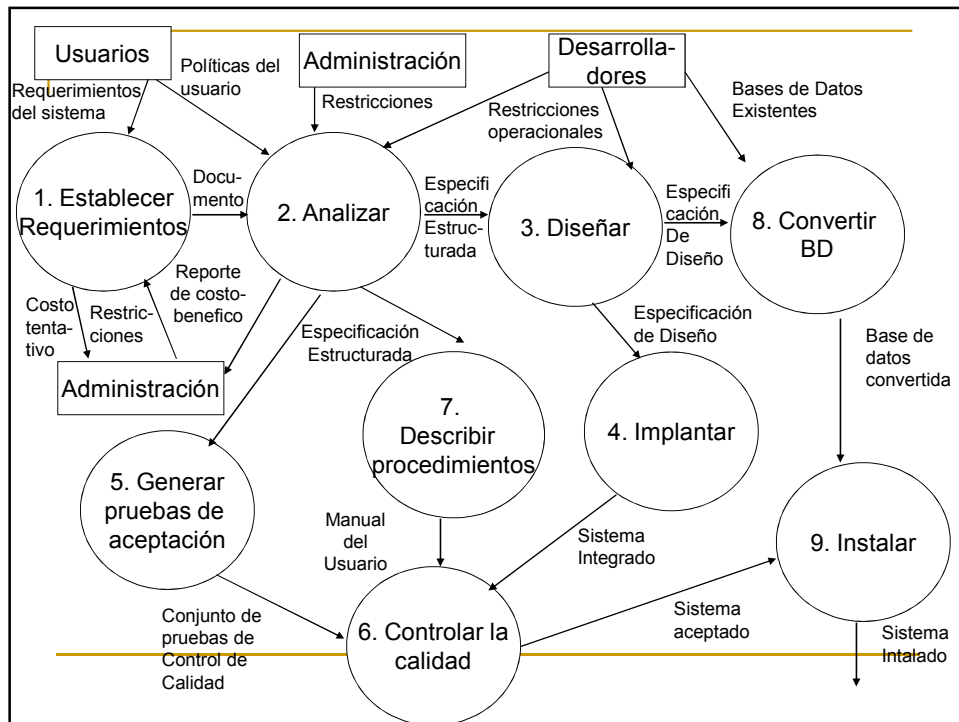 Usuarios
Administración
Desarrolla-
dores
Requerimientos
del sistema
Políticas del
usuario
Restricciones
Restricciones
operacionales
Bases de Datos
Existentes
1. Establecer
Requerimientos
Docu-
mento
2. Analizar
Especifi
cación
Estruc-
turada
3. Diseñar
Especifi
cación
De
Diseño
8. Convertir
BD
Costo
tenta-
tivo
Restric-
ciones
Reporte
de costo-
benefico
Administración
Especificación
Estructurada
Especificación
de Diseño
Base de
datos
convertida
7.
Describir
procedimientos
4. Implantar
5. Generar
pruebas de
aceptación
Manual
del
Usuario
Sistema
Integrado
9. Instalar
Conjunto de
pruebas de
Control de
Calidad
6. Controlar la
calidad
Sistema
aceptado
Sistema
Intalado